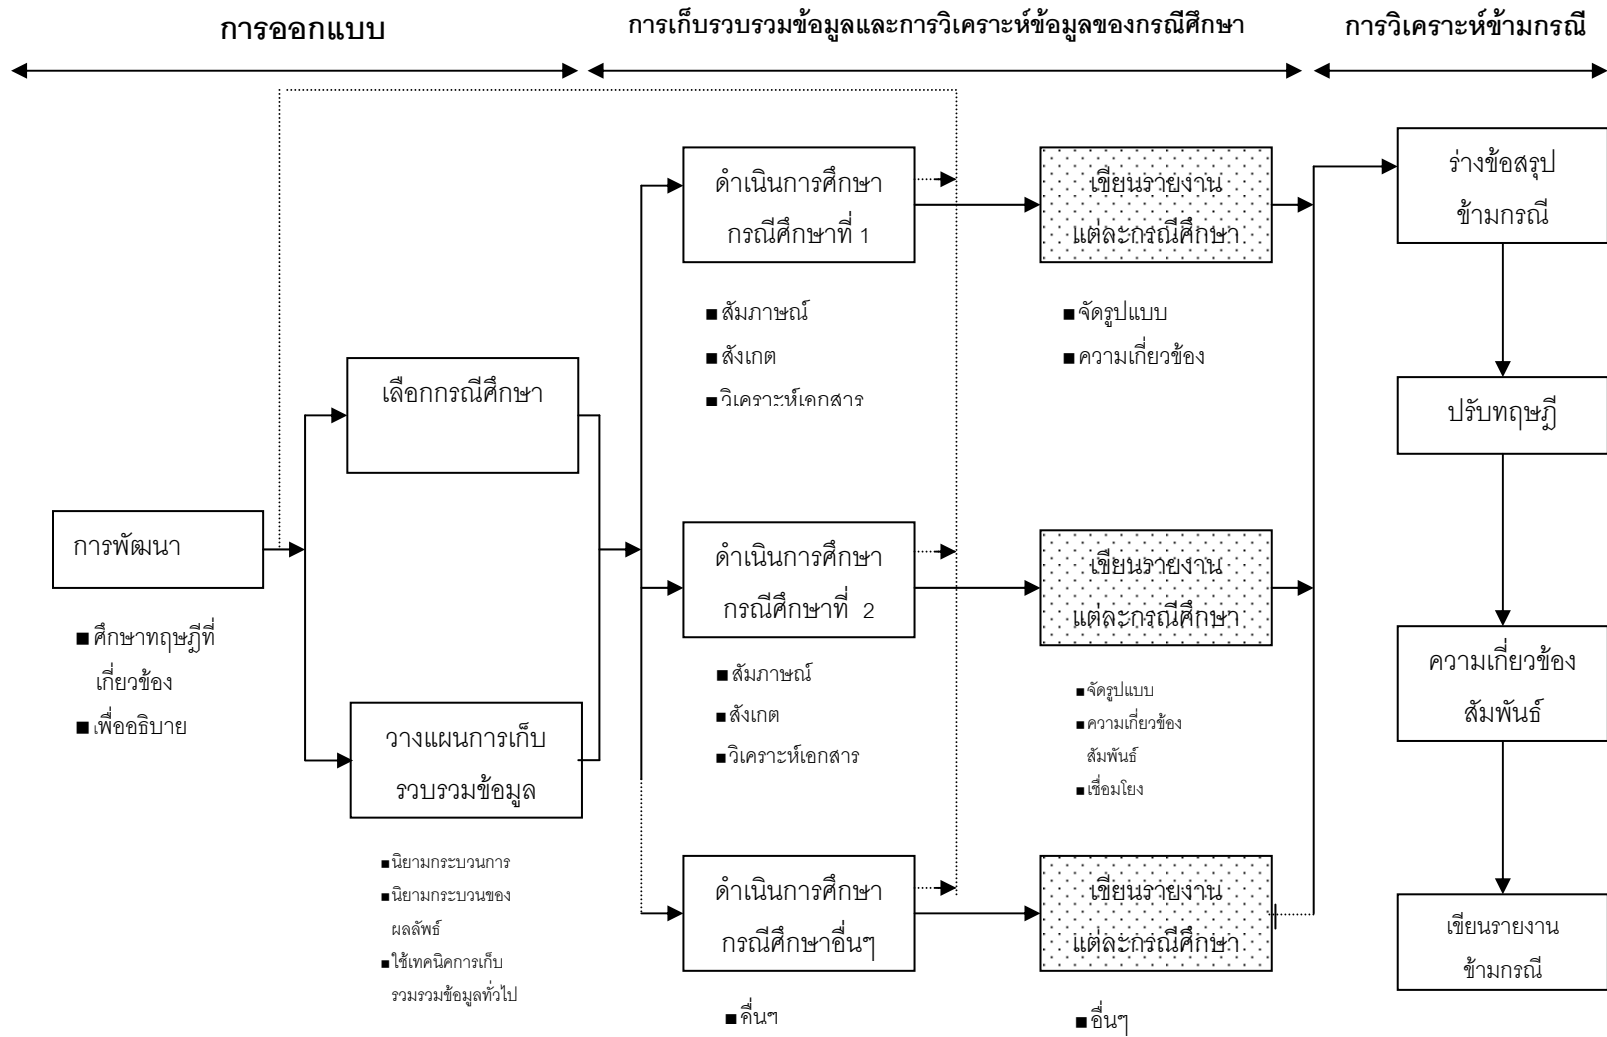 การออกแบบ
การเก็บรวบรวมข้อมูลและการวิเคราะห์ข้อมูลของกรณีศึกษา
การวิเคราะห์ข้ามกรณี
การพัฒนา
■ ศึกษาทฤษฎีที่
เกี่ยวข้อง
■ เพื่ออธิบาย
เลือกกรณีศึกษา
วางแผนการเก็บ
รวบรวมข้อมูล
■ นิยามกระบวนการ
■ นิยามกระบวนของ
ผลลัพธ์
■ ใช้เทคนิคการเก็บ
รวมรวมข้อมูลทั่วไป
ดำเนินการศึกษา
กรณีศึกษาที่ 1
■ สัมภาษณ์
■ สังเกต
■ วิเคราะห์เอกสาร
ดำเนินการศึกษา
กรณีศึกษาที่ 2
■ สัมภาษณ์
■ สังเกต
■ วิเคราะห์เอกสาร
ดำเนินการศึกษา
กรณีศึกษาอื่นๆ
■ อื่นๆ
เขียนรายงาน
แต่ละกรณีศึกษา
■ จัดรูปแบบ
■ ความเกี่ยวข้อง
เขียนรายงาน
แต่ละกรณีศึกษา
■ จัดรูปแบบ
■ ความเกี่ยวข้อง
สัมพันธ์
■ เชื่อมโยง
เขียนรายงาน
แต่ละกรณีศึกษา
■ อื่นๆ
ร่างข้อสรุป
ข้ามกรณี
ปรับทฤษฎี
ความเกี่ยวข้อง
สัมพันธ์
เขียนรายงาน
ข้ามกรณี